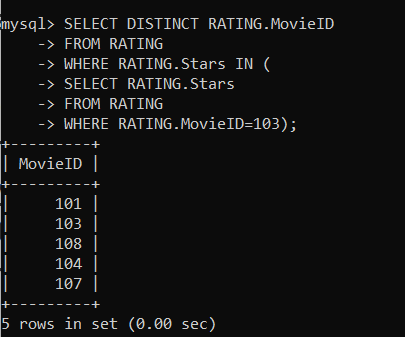 mysql> SELECT DISTINCT RATING.MovieID
    -> FROM RATING
    -> WHERE RATING.Stars IN (
    -> SELECT RATING.Stars
    -> FROM RATING
    -> WHERE RATING.MovieID=103);
+---------+
| MovieID |
+---------+
|     101 |
|     103 |
|     108 |
|     104 |
|     107 |
+---------+
5 rows in set (0.00 sec)